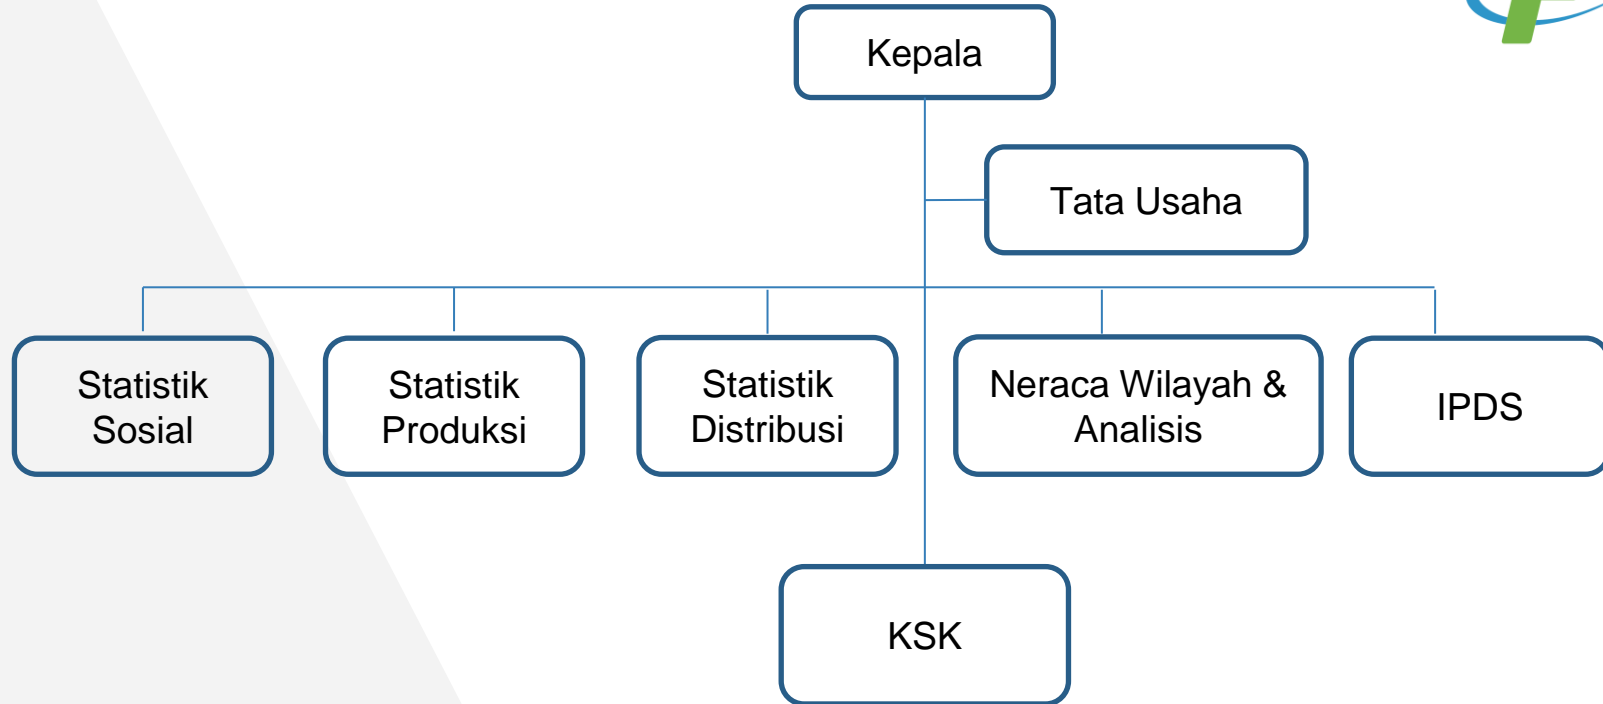 Kepala
Tata Usaha
Statistik
Sosial
Statistik
Produksi
Statistik
Distribusi
Neraca Wilayah &
Analisis
IPDS
KSK